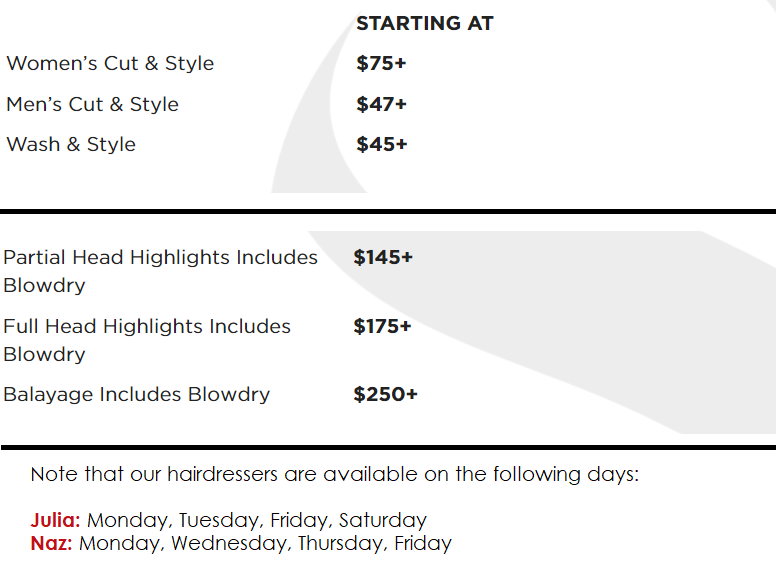 STARTING AT
Women’s Cut & Style $75+
Men’s Cut & Style $47+
Wash & Style $45+
Partial Head Highlights Includes $145+
Blowdry
Full Head Highlights Includes $175+
Blowdry
Balayage Includes Blowdry $250+
Note that our hairdressers are available on the following days:
Julia: Monday, Tuesday, Friday, Saturday
Naz: Monday, Wednesday, Thursday, Friday